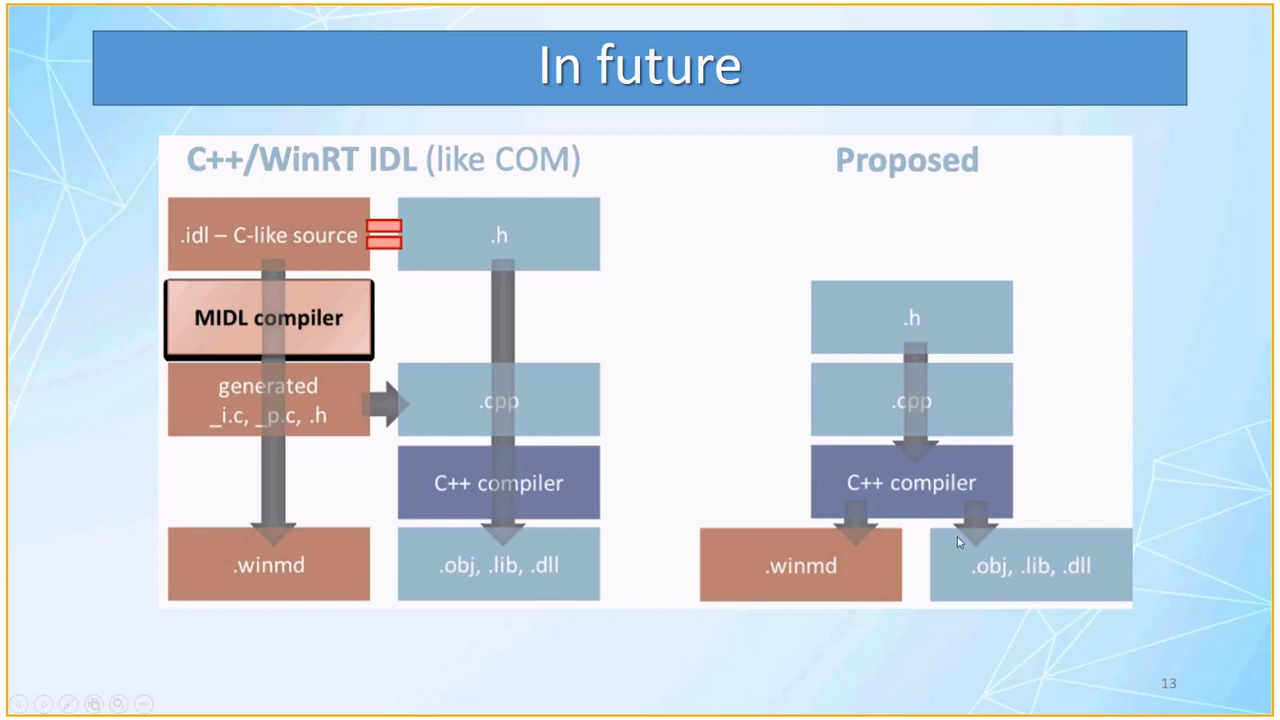 In future
C++/WinRT IDL (like COM)
.idl – C-like source
.h
MIDL compiler
generated
_i.c, _p.c, .h
.cpp
C++ compiler
.winmd
.obj, .lib, .dll
Proposed
.h
.cpp
C++ compiler
.winmd
.obj, .lib, .dll
13